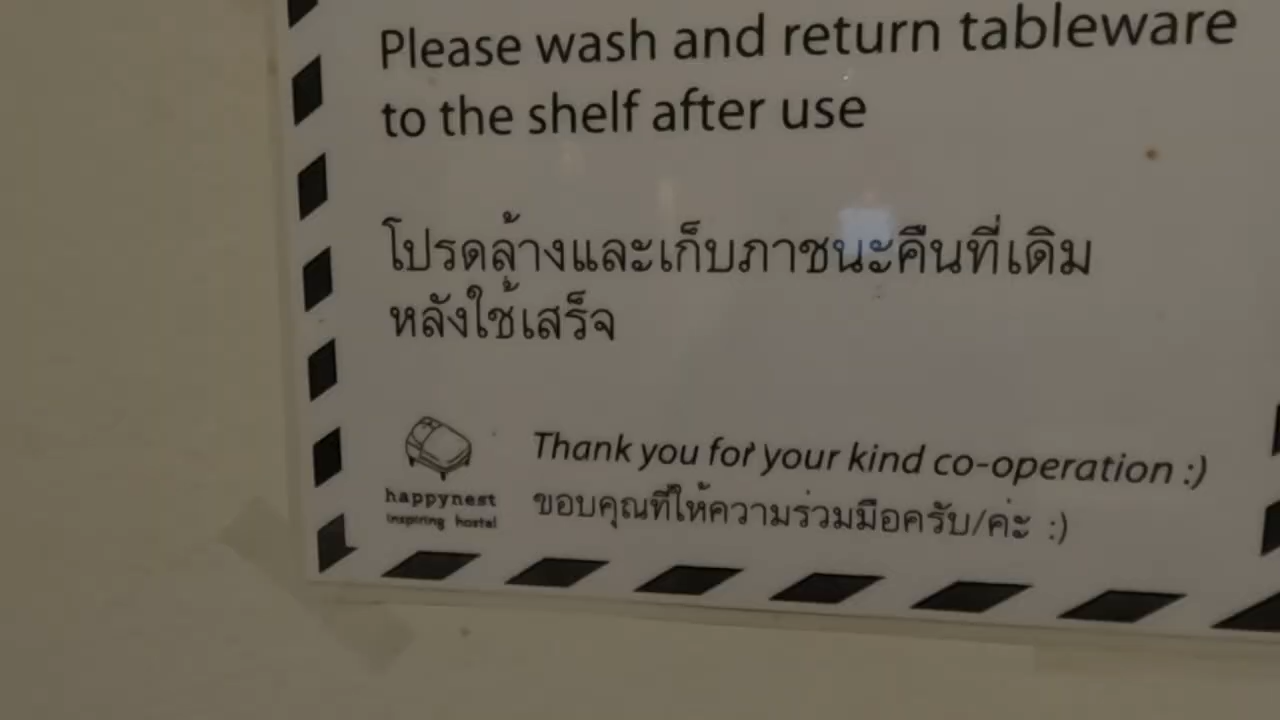 Please wash and return tableware
to the shelf after use
โปรดล้างและเก็บภาชนะคืนที่เดิม
หลังใช้เสร็จ
Thank you for your kind co-operation :)
ขอบคุณที่ให้ความร่วมมือครับ/ค่ะ :)
happynest
inspiring hostel